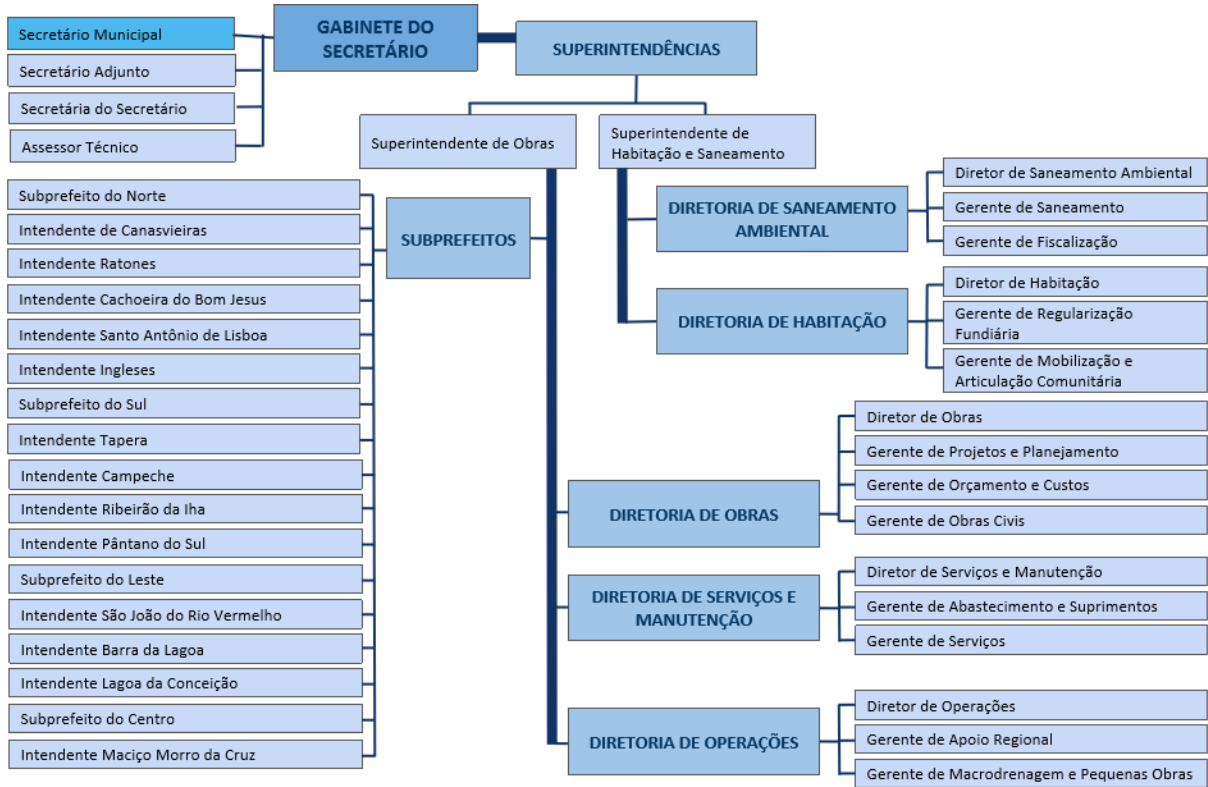 Secretário Municipal
Secretário Adjunto
Secretária do Secretário
Assessor Técnico
GABINETE DO
SECRETÁRIO
SUPERINTENDÊNCIAS
Superintendente de Obras
Superintendente de
Habitação e Saneamento
Subprefeito do Norte
Intendente de Canasvieiras
Intendente Ratones
Intendente Cachoeira do Bom Jesus
Intendente Santo Antônio de Lisboa
Intendente Ingleses
Subprefeito do Sul
Intendente Tapera
Intendente Campeche
Intendente Ribeirão da Iha
Intendente Pântano do Sul
Subprefeito do Leste
Intendente São João do Rio Vermelho
Intendente Barra da Lagoa
Intendente Lagoa da Conceição
Subprefeito do Centro
Intendente Maciço Morro da Cruz
SUBPREFEITOS
DIRETORIA DE SANEAMENTO
AMBIENTAL
Diretor de Saneamento Ambiental
Gerente de Saneamento
Gerente de Fiscalização
DIRETORIA DE HABITAÇÃO
Diretor de Habitação
Gerente de Regularização
Fundiária
Gerente de Mobilização e
Articulação Comunitária
DIRETORIA DE OBRAS
Diretor de Obras
Gerente de Projetos e Planejamento
Gerente de Orçamento e Custos
Gerente de Obras Civis
DIRETORIA DE SERVIÇOS E
MANUTENÇÃO
Diretor de Serviços e Manutenção
Gerente de Abastecimento e Suprimentos
Gerente de Serviços
DIRETORIA DE OPERAÇÕES
Diretor de Operações
Gerente de Apoio Regional
Gerente de Macrodrenagem e Pequenas Obras